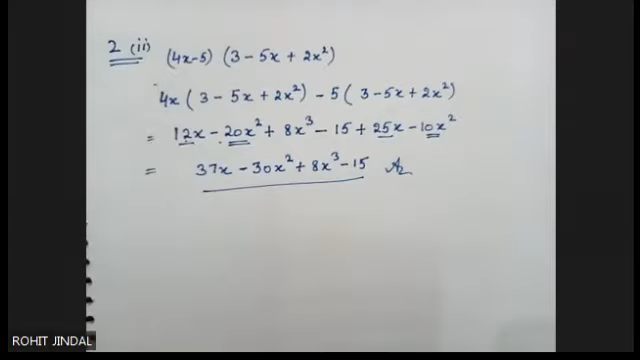 2 (ii) (4x-5) (3 - 5x + 2x²)
4x ( 3 - 5x + 2x² ) - 5 ( 3 - 5x + 2x² )
= 12x - 20x² + 8x³ - 15 + 25x - 10x²
= 37x - 30x² + 8x³ - 15
ROHIT JINDAL